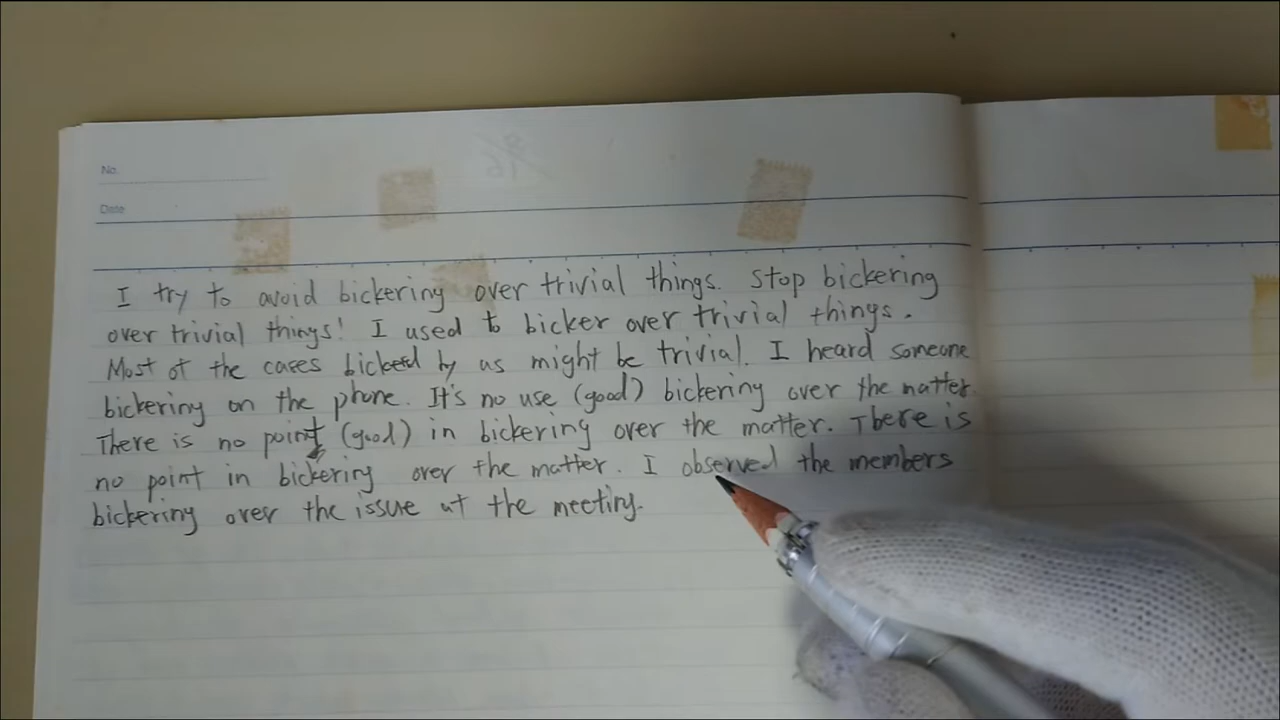 No.
Date
I try to avoid bickering over trivial things. Stop bickering
over trivial things! I used to bicker over trivial things.
Most of the cases bickered by us might be trivial. I heard someone
bickering on the phone. It's no use (good) bickering over the matter.
There is no point (good) in bickering over the matter. There is
no point in bickering over the matter. I observed the members
bickering over the issue at the meeting.